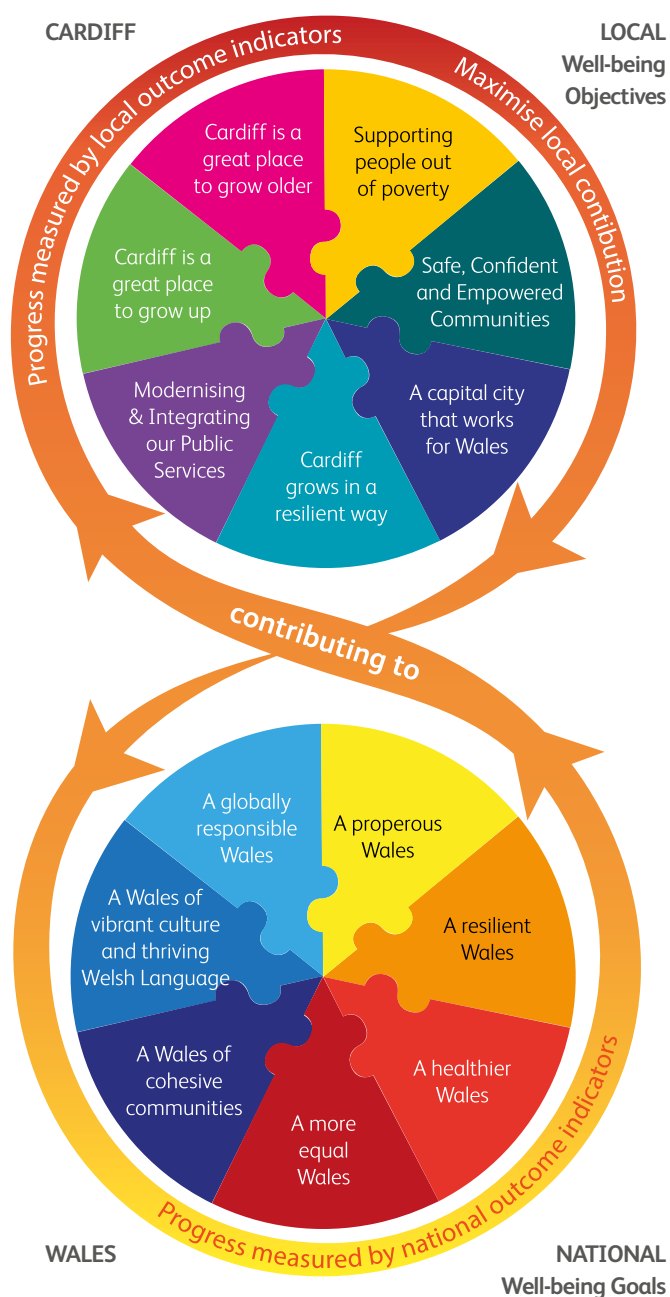 CARDIFF
LOCAL
Well-being
Objectives
Progress measured by local outcome indicators
Maximise local contibution
Cardiff is a
great place
to grow older
Supporting
people out
of poverty
Safe, Confident
and Empowered
Communities
A capital city
that works
for Wales
Cardiff
grows in a
resilient way
Modernising
& Integrating
our Public
Services
Cardiff is a
great place
to grow up
contributing to
A globally
responsible
Wales
A properous
Wales
A resilient
Wales
A healthier
Wales
A more
equal
Wales
A Wales of
cohesive
communities
A Wales of
vibrant culture
and thriving
Welsh Language
Progress measured by national outcome indicators
WALES
NATIONAL
Well-being Goals